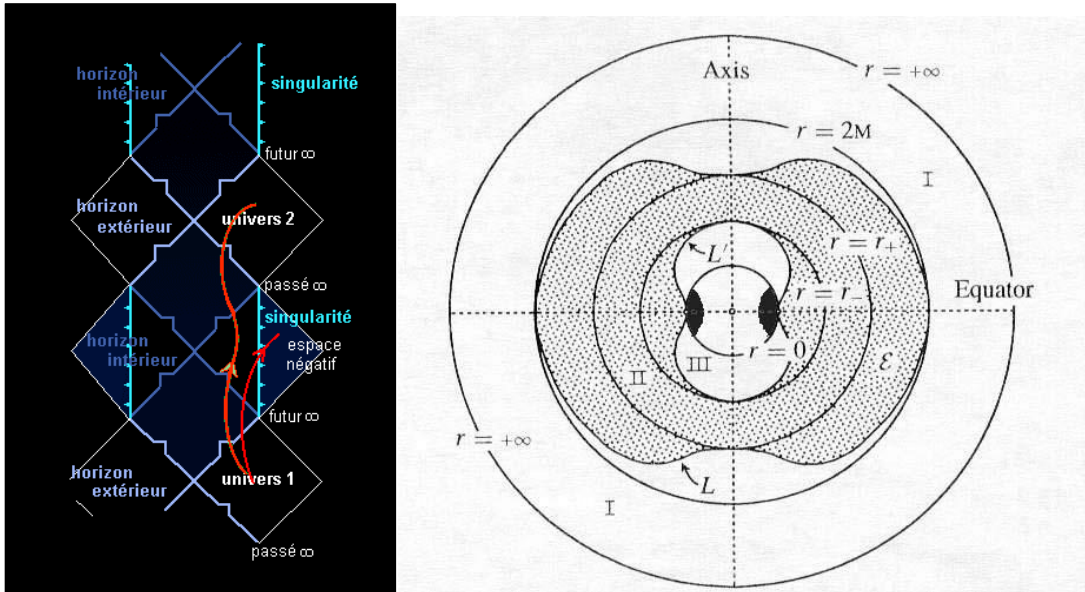 horizon
intérieur
singularité
futur ∞
horizon
extérieur
univers 2
passé ∞
singularité
horizon
intérieur
espace
négatif
futur ∞
horizon
extérieur
univers 1
passé ∞
Axis
r = +∞
r = 2M
I
L′
r = r₊
r = r₋
Equator
r = 0
II
III
ℰ
r = +∞
L
I